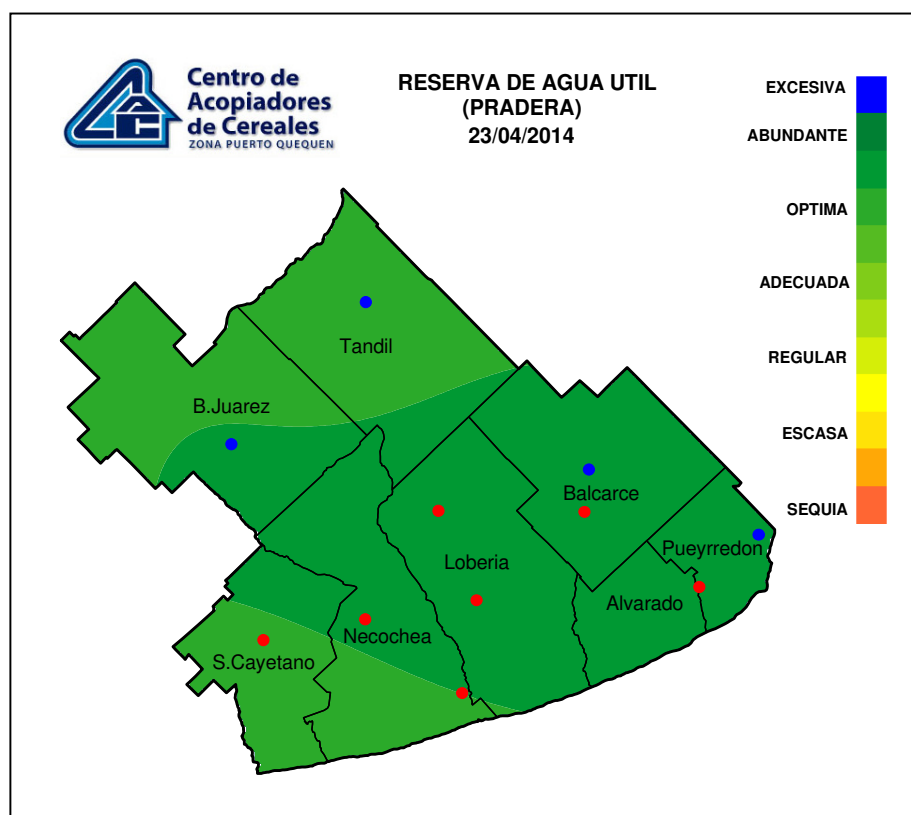 Centro de
Acopiadores
de Cereales
ZONA PUERTO QUEQUEN
CAC
RESERVA DE AGUA UTIL
(PRADERA)
23/04/2014
EXCESIVA
ABUNDANTE
OPTIMA
ADECUADA
REGULAR
ESCASA
SEQUIA
Tandil
B.Juarez
Balcarce
Pueyrredon
Loberia
Alvarado
Necochea
S.Cayetano